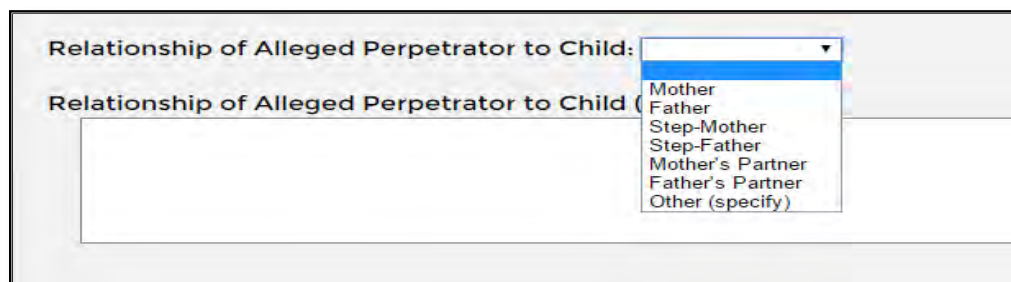 Relationship of Alleged Perpetrator to Child:
Mother
Relationship of Alleged Perpetrator to Child (
Father
Step-Mother
Step-Father
Mother's Partner
Father's Partner
Other (specify)